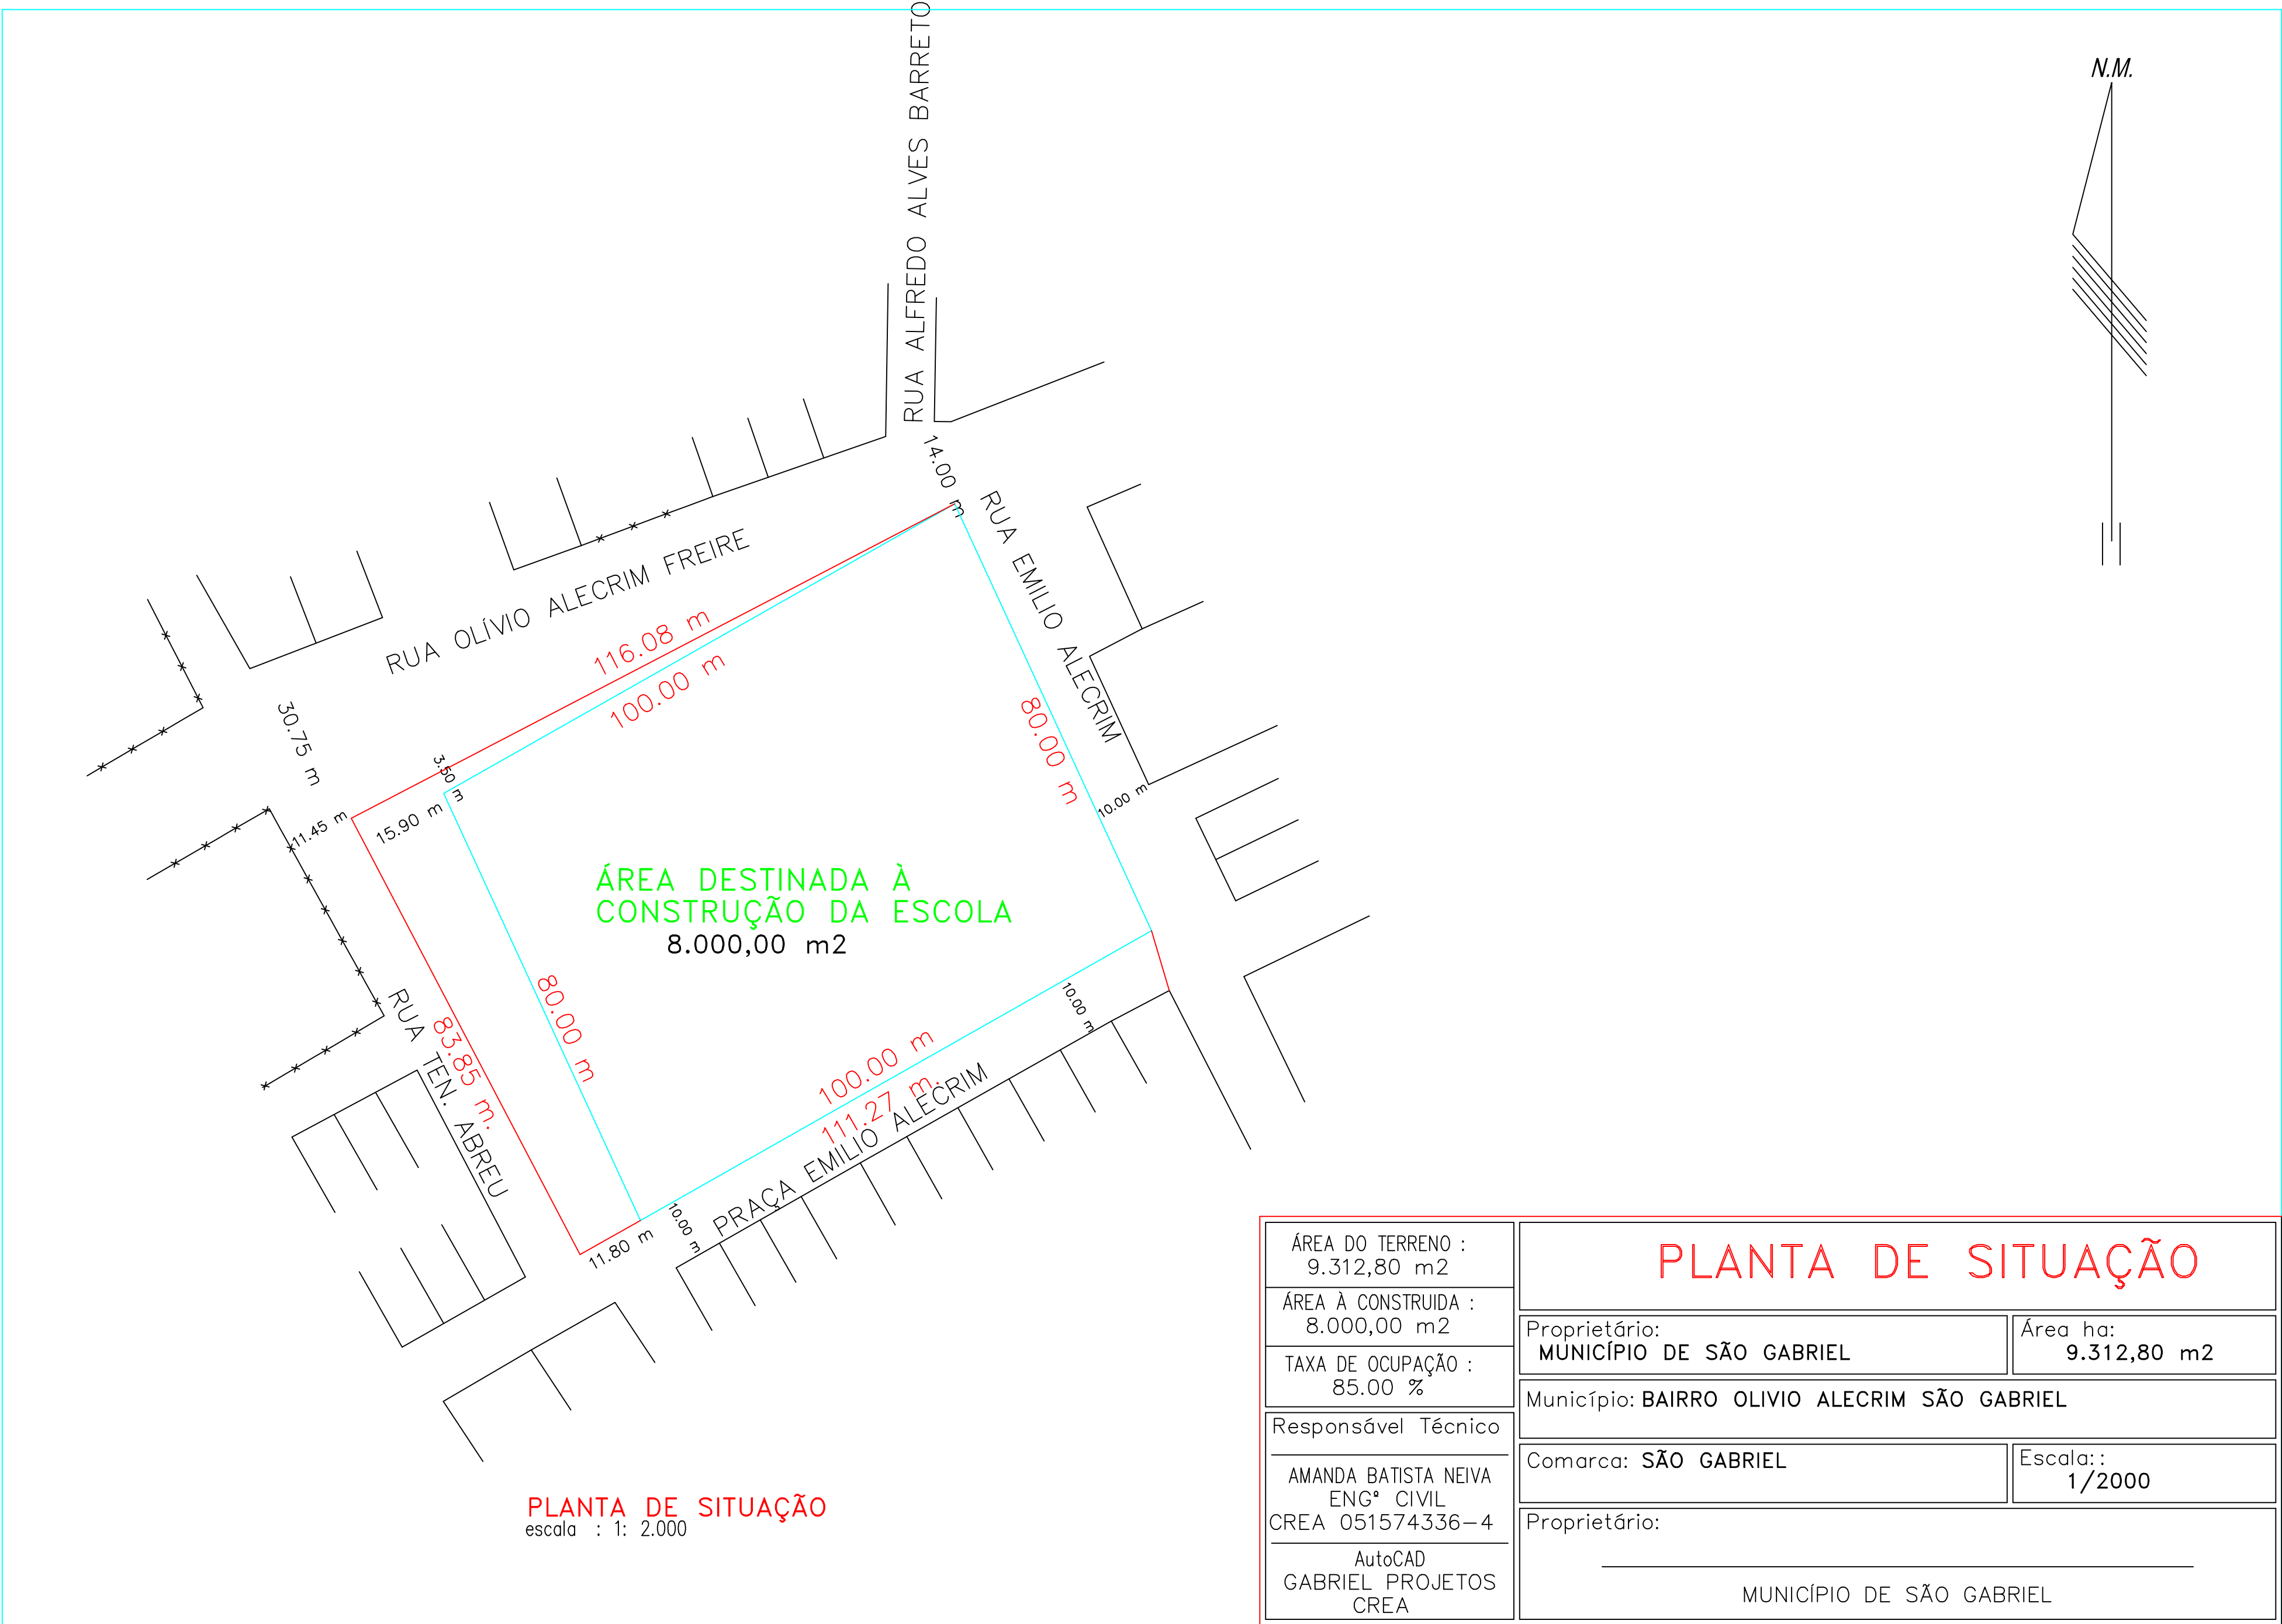 RUA ALFREDO ALVES BARRETO
N.M.
14.00 m
RUA EMILIO ALECRIM
RUA OLÍVIO ALECRIM FREIRE
116.08 m
100.00 m
30.75 m
3.50 m
11.45 m
15.90 m
80.00 m
10.00 m
ÁREA DESTINADA À
CONSTRUÇÃO DA ESCOLA
8.000,00 m2
RUA TEN. ABREU
83.85 m.
80.00 m
10.00 m
100.00 m
111.27 m.
PRAÇA EMILIO ALECRIM
10.00 m
11.80 m
PLANTA DE SITUAÇÃO
escala : 1: 2.000
ÁREA DO TERRENO :
9.312,80 m2
ÁREA À CONSTRUIDA :
8.000,00 m2
TAXA DE OCUPAÇÃO :
85.00 %
Responsável Técnico
AMANDA BATISTA NEIVA
ENGª CIVIL
CREA 051574336-4
AutoCAD
GABRIEL PROJETOS
CREA
PLANTA DE SITUAÇÃO
Proprietário:
MUNICÍPIO DE SÃO GABRIEL
Área ha:
9.312,80 m2
Município: BAIRRO OLIVIO ALECRIM SÃO GABRIEL
Comarca: SÃO GABRIEL
Escala::
1/2000
Proprietário:
MUNICÍPIO DE SÃO GABRIEL